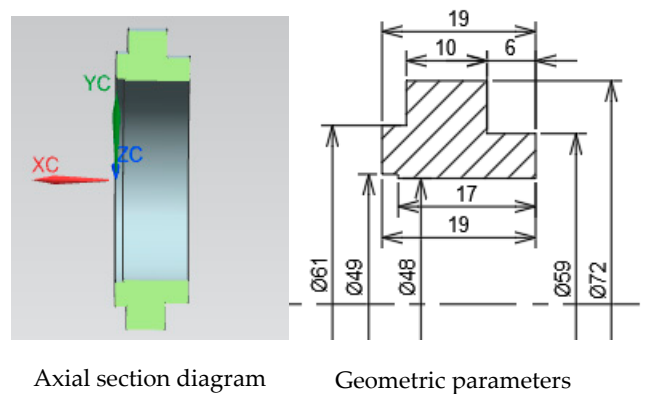 YC
XC
ZC
19
10
6
17
19
Ø61
Ø49
Ø48
Ø59
Ø72
Axial section diagram
Geometric parameters